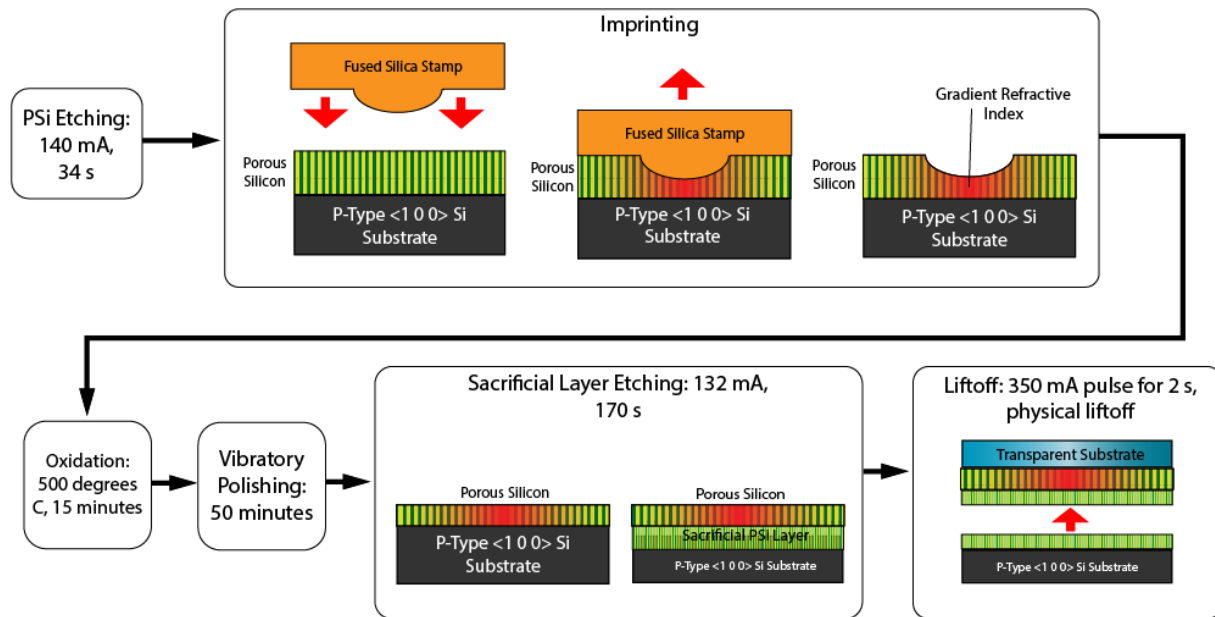 Imprinting
PSi Etching:
140 mA,
34 s
Fused Silica Stamp
Porous
Silicon
P-Type <1 0 0> Si
Substrate
Fused Silica Stamp
Porous
Silicon
P-Type <1 0 0> Si
Substrate
Gradient Refractive
Index
Porous
Silicon
P-Type <1 0 0> Si
Substrate
Oxidation:
500 degrees
C, 15 minutes
Vibratory
Polishing:
50 minutes
Sacrificial Layer Etching: 132 mA,
170 s
Porous Silicon
P-Type <1 0 0> Si
Substrate
Porous Silicon
Sacrificial PSi Layer
P-Type <1 0 0> Si Substrate
Liftoff: 350 mA pulse for 2 s,
physical liftoff
Transparent Substrate
P-Type <1 0 0> Si Substrate